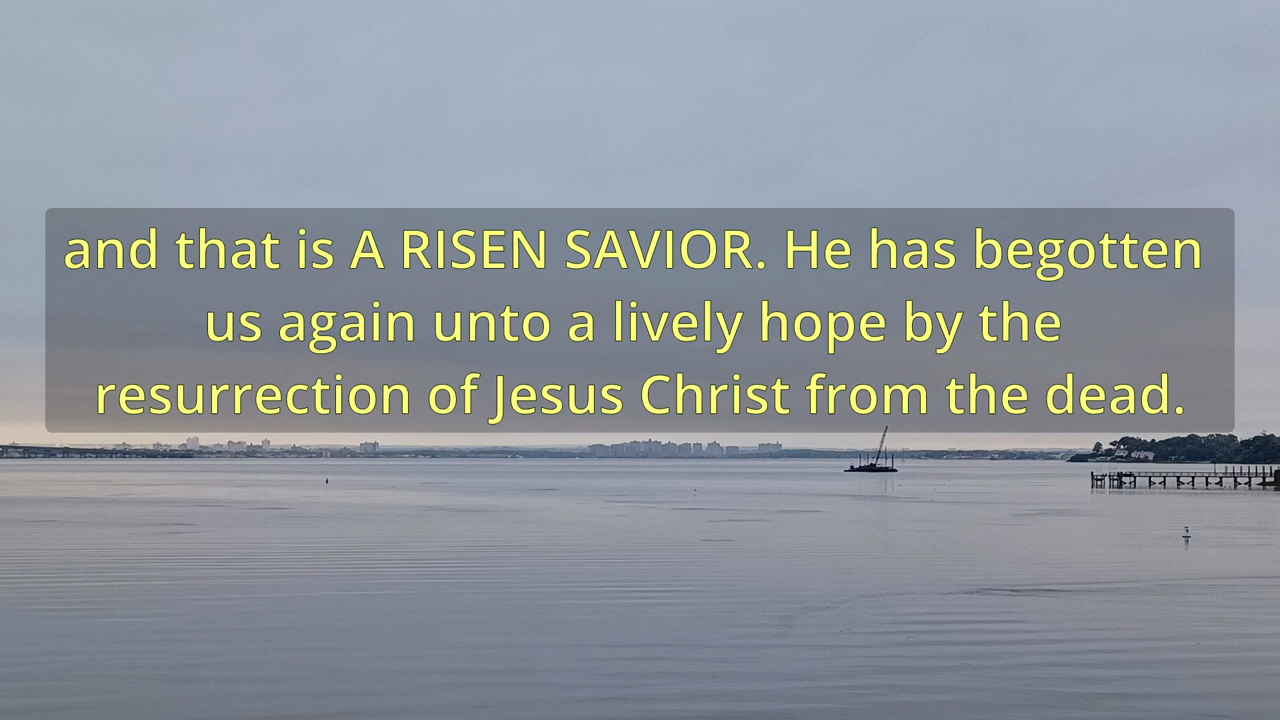 and that is A RISEN SAVIOR. He has begotten
us again unto a lively hope by the
resurrection of Jesus Christ from the dead.